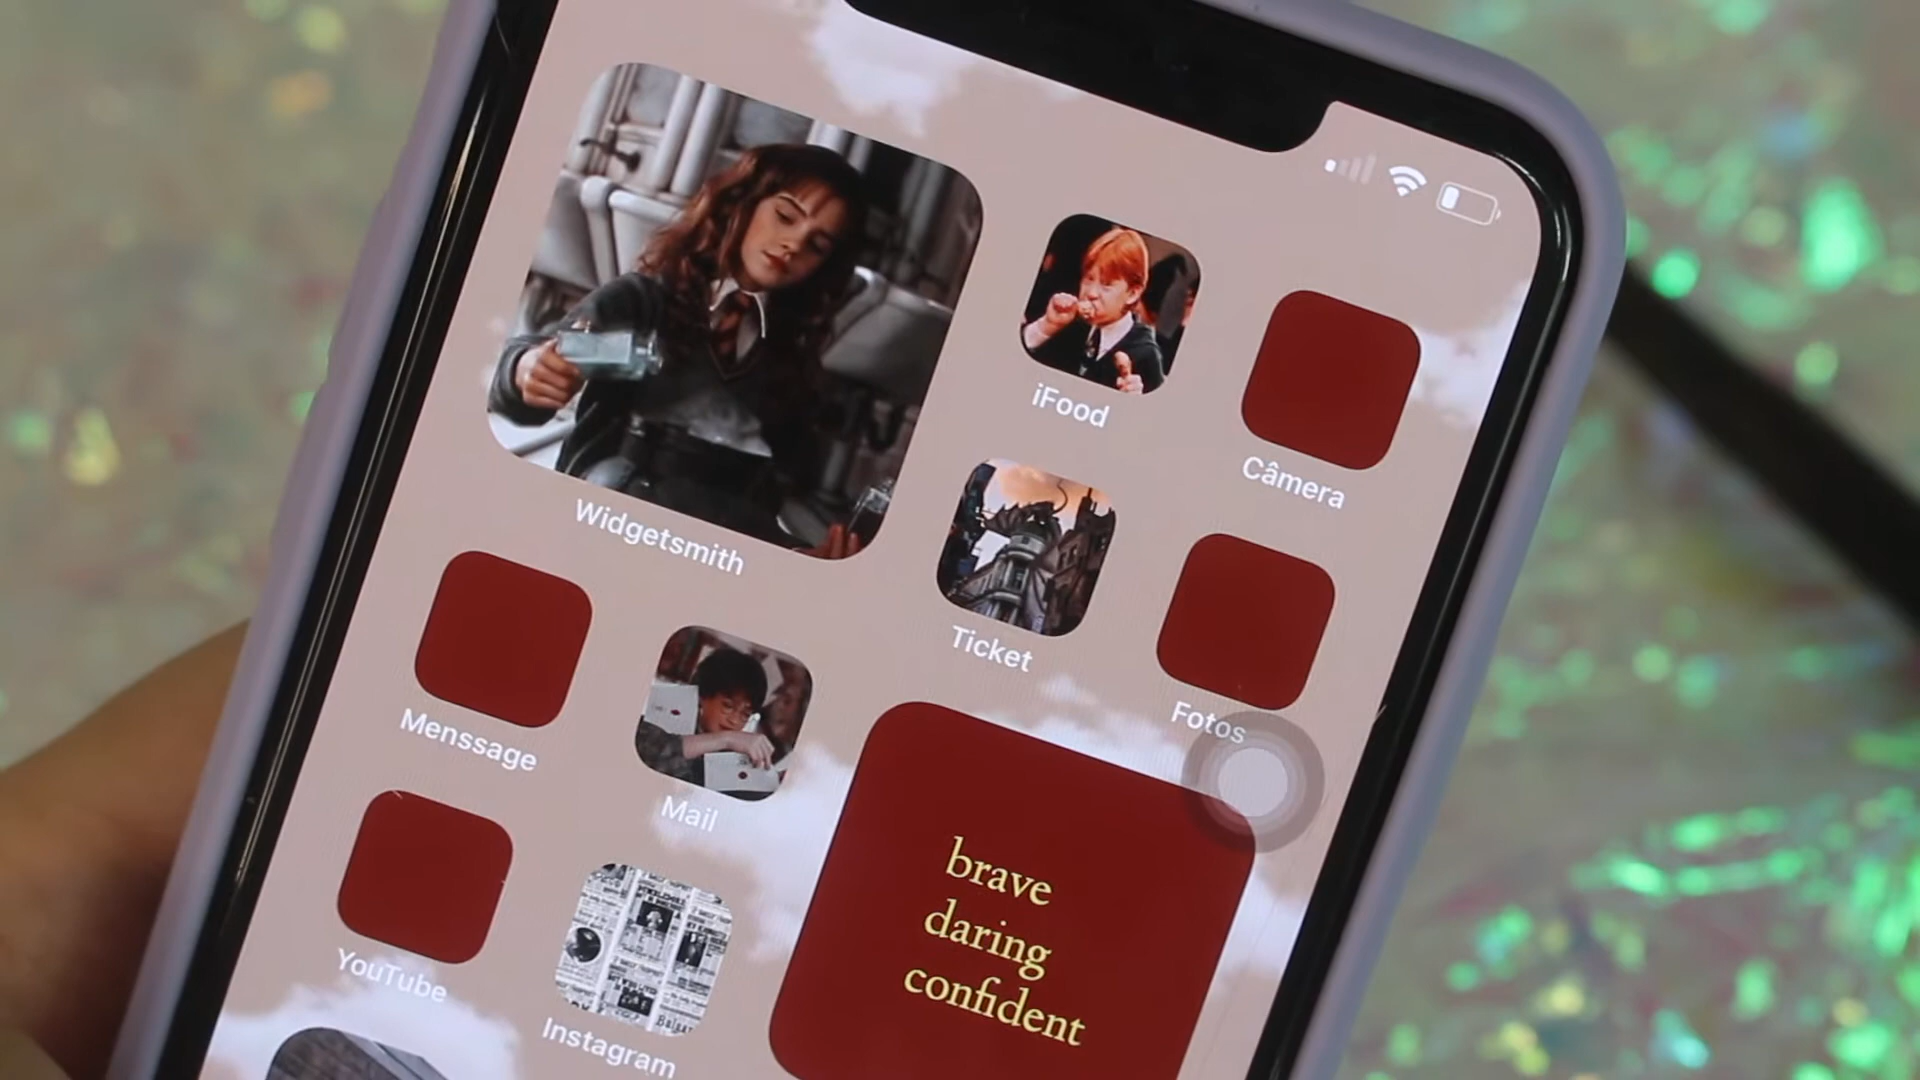 iFood
Câmera
Widgetsmith
Ticket
Fotos
Menssage
Mail
brave
daring
confident
YouTube
Instagram